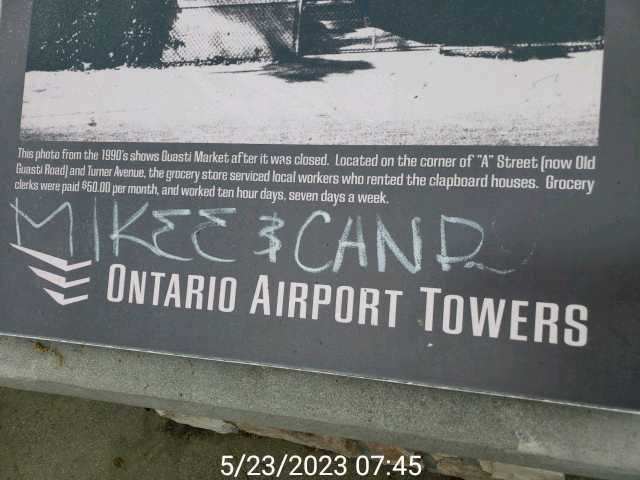 This photo from the 1990's shows Guasti Market after it was closed. Located on the corner of "A" Street (now Old
Guasti Road) and Turner Avenue, the grocery store serviced local workers who rented the clapboard houses. Grocery
clerks were paid $50.00 per month, and worked ten hour days, seven days a week.
MIKEE & CAND
ONTARIO AIRPORT TOWERS
5/23/2023 07:45